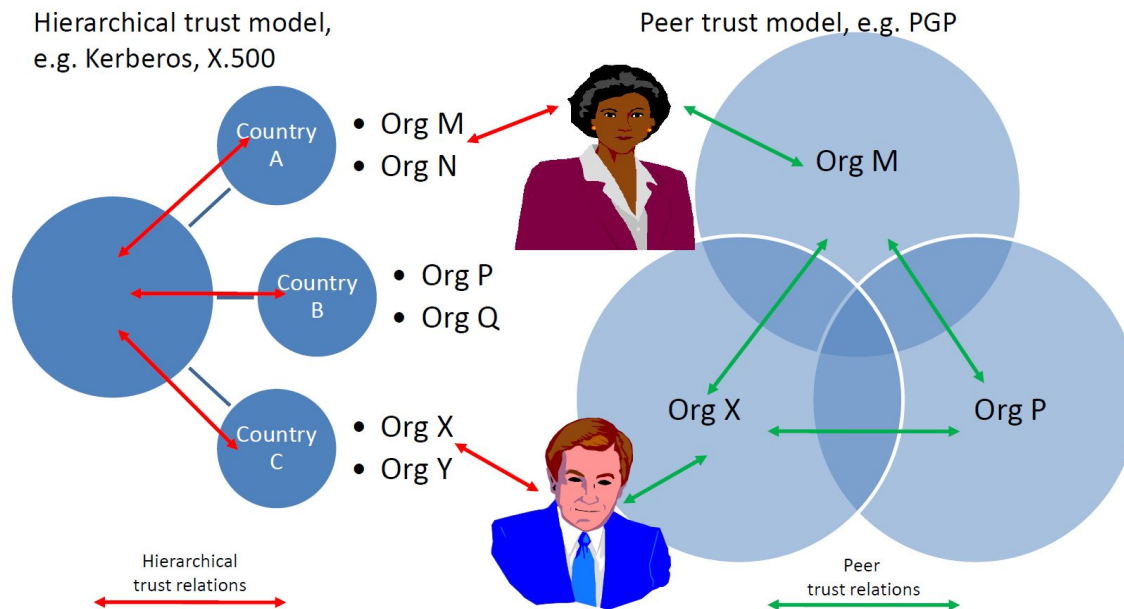 Hierarchical trust model,
e.g. Kerberos, X.500
Country
A
• Org M
• Org N
Country
B
• Org P
• Org Q
Country
C
• Org X
• Org Y
Hierarchical
trust relations
Peer trust model, e.g. PGP
Org M
Org X
Org P
Peer
trust relations